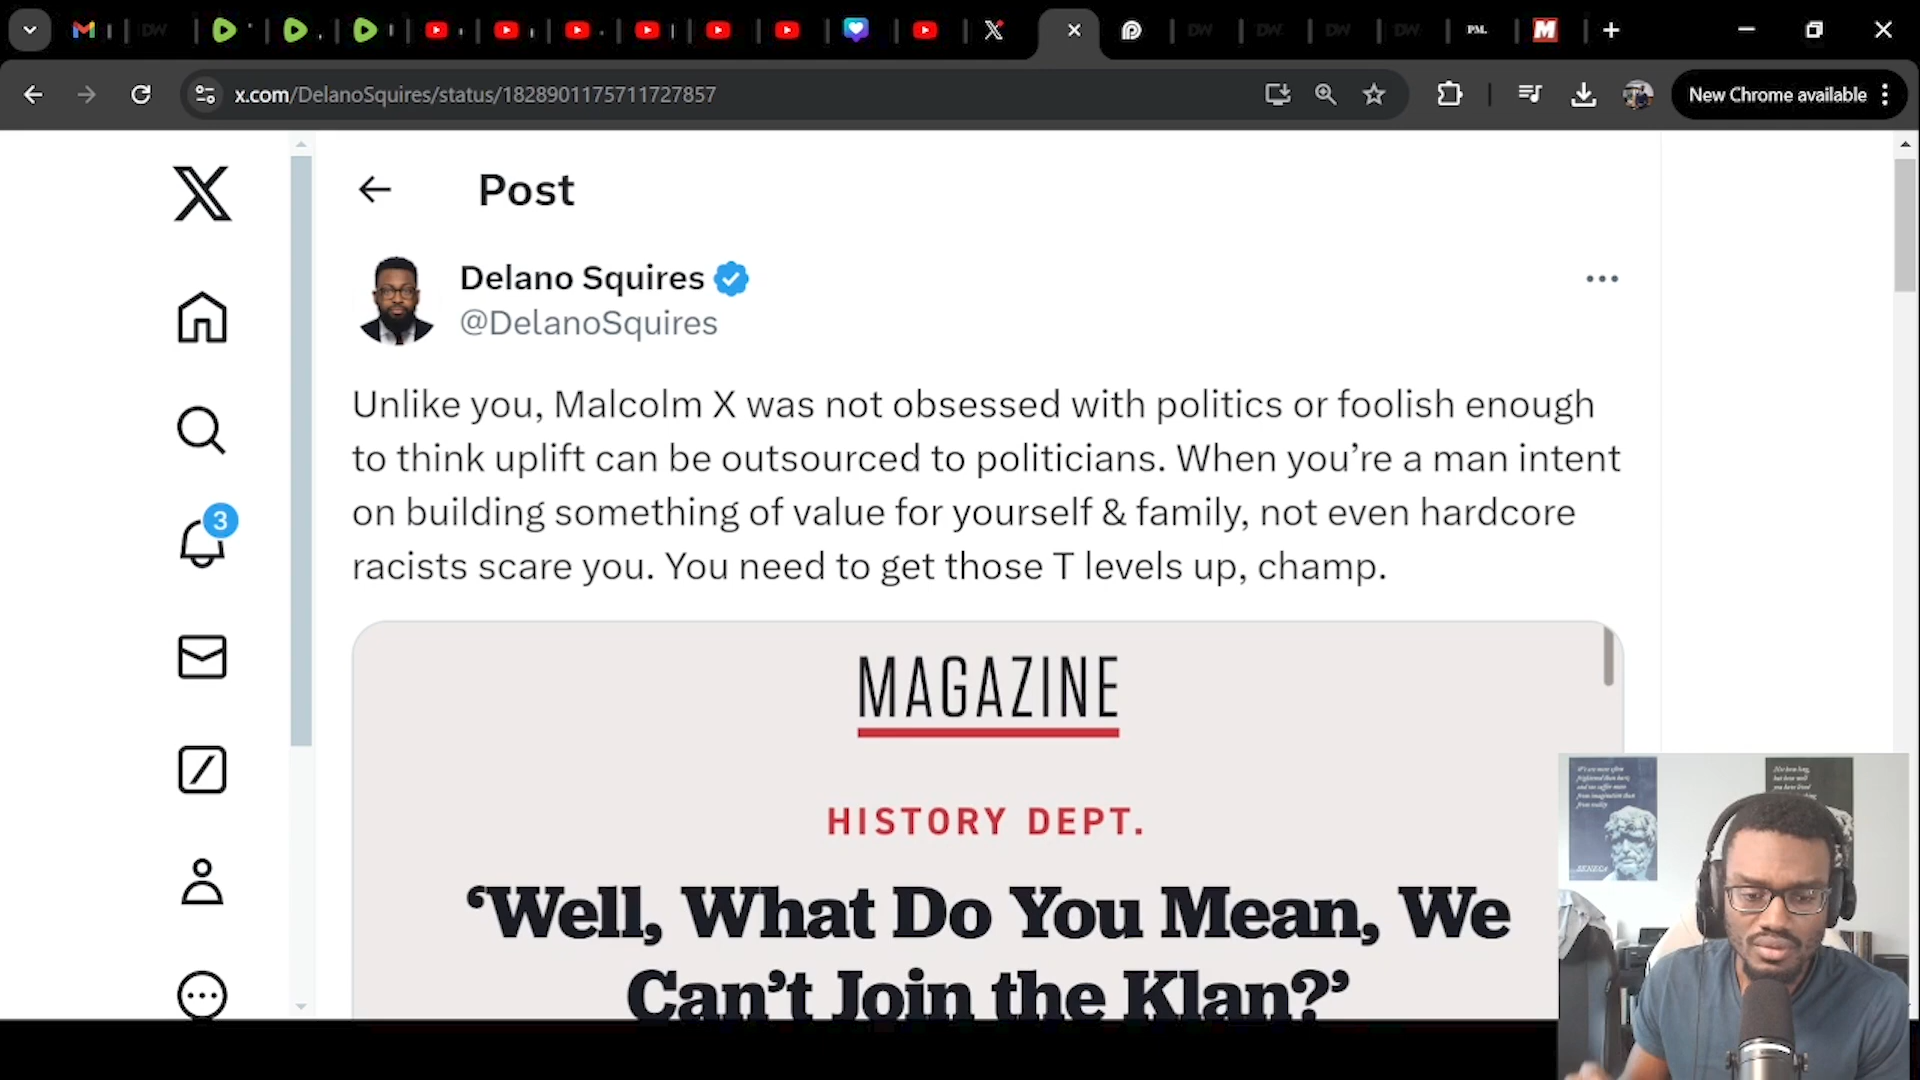 x.com/DelanoSquires/status/1828901175711727857
New Chrome available
PM.
Post
Delano Squires
@DelanoSquires
Unlike you, Malcolm X was not obsessed with politics or foolish enough
to think uplift can be outsourced to politicians. When you’re a man intent
on building something of value for yourself & family, not even hardcore
racists scare you. You need to get those T levels up, champ.
3
MAGAZINE
HISTORY DEPT.
‘Well, What Do You Mean, We
Can’t Join the Klan?’
SENECA